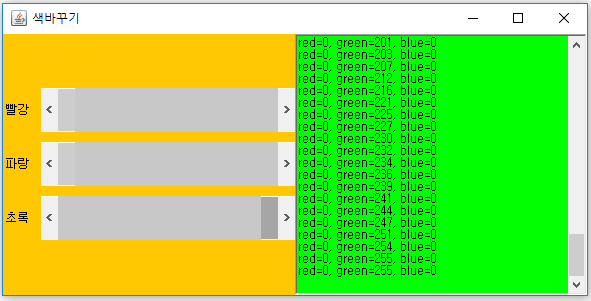 색바꾸기
빨강
파랑
초록
red=0, green=201, blue=0
red=0, green=203, blue=0
red=0, green=207, blue=0
red=0, green=212, blue=0
red=0, green=216, blue=0
red=0, green=221, blue=0
red=0, green=225, blue=0
red=0, green=227, blue=0
red=0, green=230, blue=0
red=0, green=232, blue=0
red=0, green=234, blue=0
red=0, green=236, blue=0
red=0, green=239, blue=0
red=0, green=241, blue=0
red=0, green=244, blue=0
red=0, green=247, blue=0
red=0, green=251, blue=0
red=0, green=254, blue=0
red=0, green=255, blue=0
red=0, green=255, blue=0